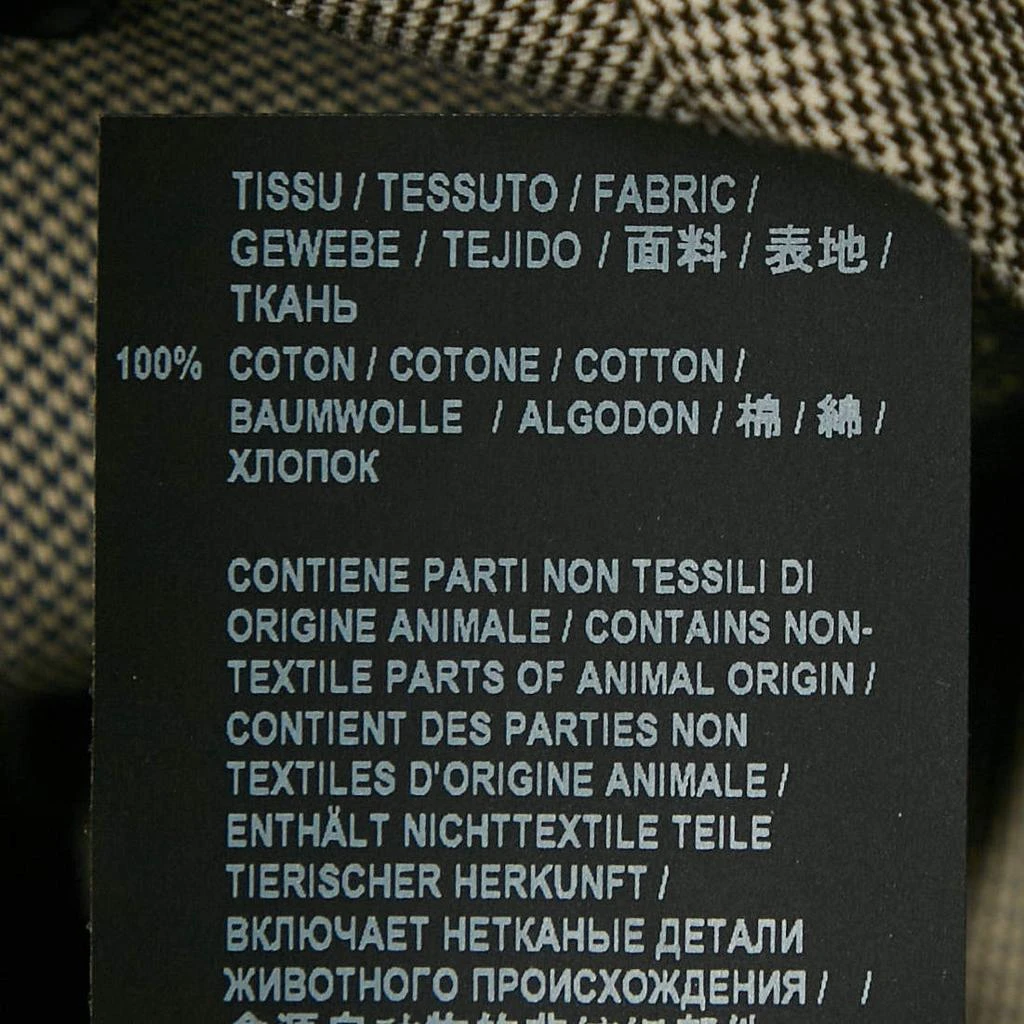 TISSU / TESSUTO / FABRIC /
GEWEBE / TEJIDO / 面料 / 表地 /
ТКАНЬ
100% COTON / COTONE / COTTON /
BAUMWOLLE / ALGODON / 棉 / 綿 /
ХЛОПОК
CONTIENE PARTI NON TESSILI DI
ORIGINE ANIMALE / CONTAINS NON-
TEXTILE PARTS OF ANIMAL ORIGIN /
CONTIENT DES PARTIES NON
TEXTILES D'ORIGINE ANIMALE /
ENTHÄLT NICHTTEXTILE TEILE
TIERISCHER HERKUNFT /
ВКЛЮЧАЕТ НЕТКАНЫЕ ДЕТАЛИ
ЖИВОТНОГО ПРОИСХОЖДЕНИЯ / /